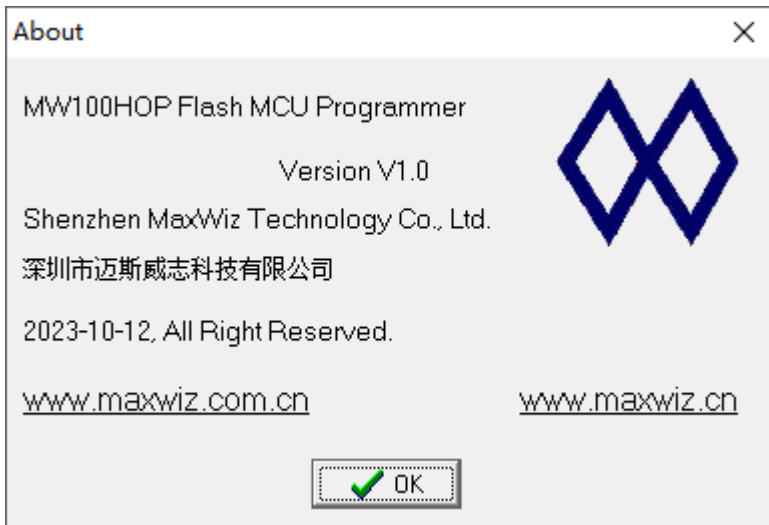 About
MW100HOP Flash MCU Programmer
Version V1.0
Shenzhen MaxWiz Technology Co., Ltd.
深圳市迈斯威志科技有限公司
2023-10-12, All Right Reserved.
www.maxwiz.com.cn
www.maxwiz.cn
OK